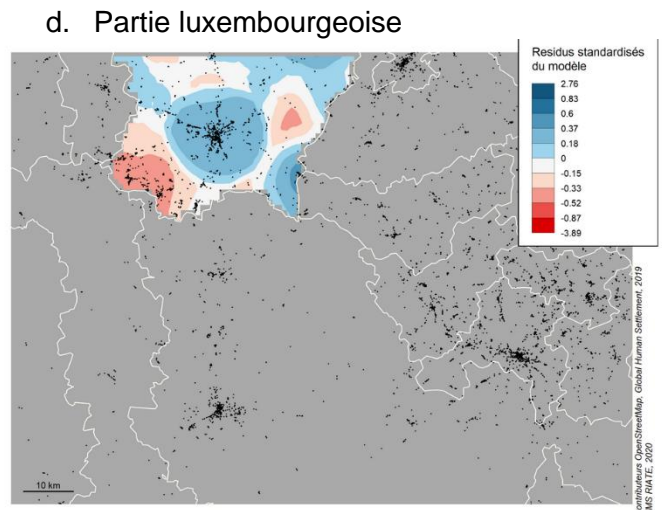 d. Partie luxembourgeoise
Residus standardisés
du modèle
2.76
0.83
0.6
0.37
0.18
0
-0.15
-0.33
-0.52
-0.87
-3.89
10 km
ontributeurs OpenStreetMap, Global Human Settlement, 2019
MS RIATE, 2020